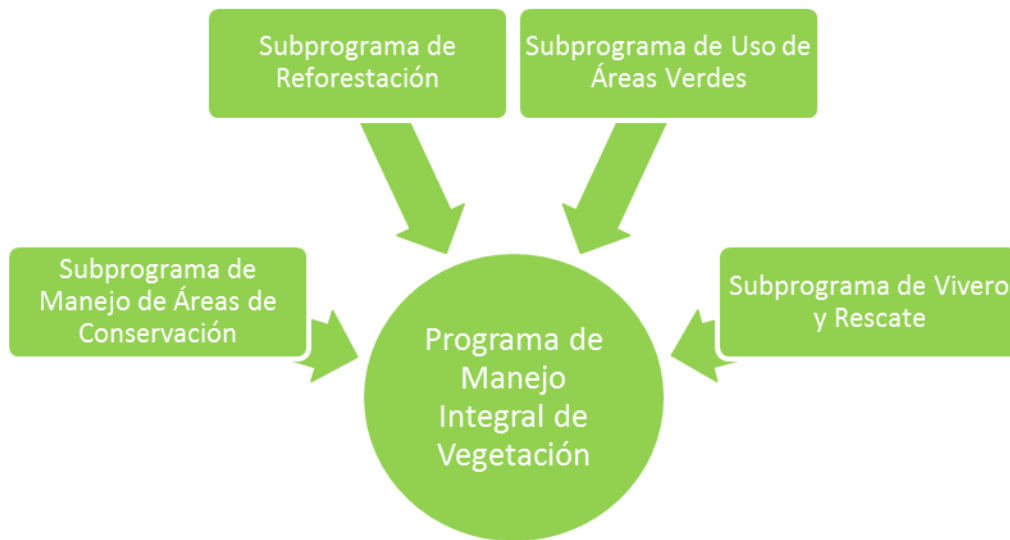 Subprograma de
Reforestación
Subprograma de Uso de
Áreas Verdes
Subprograma de
Manejo de Áreas de
Conservación
Subprograma de Vivero
y Rescate
Programa de
Manejo
Integral de
Vegetación